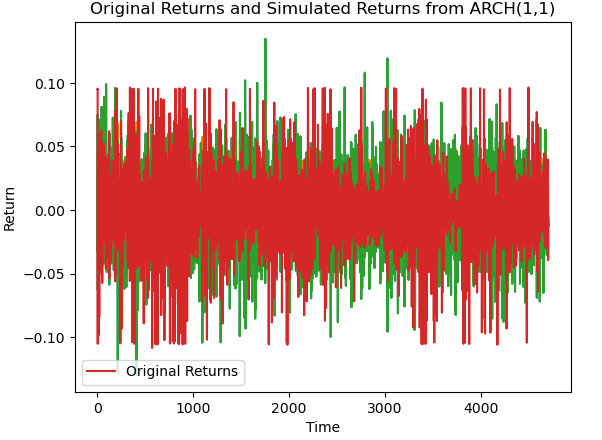 Original Returns and Simulated Returns from ARCH(1,1)
0.10
0.05
0.00
−0.05
−0.10
Return
Original Returns
0
1000
2000
3000
4000
Time